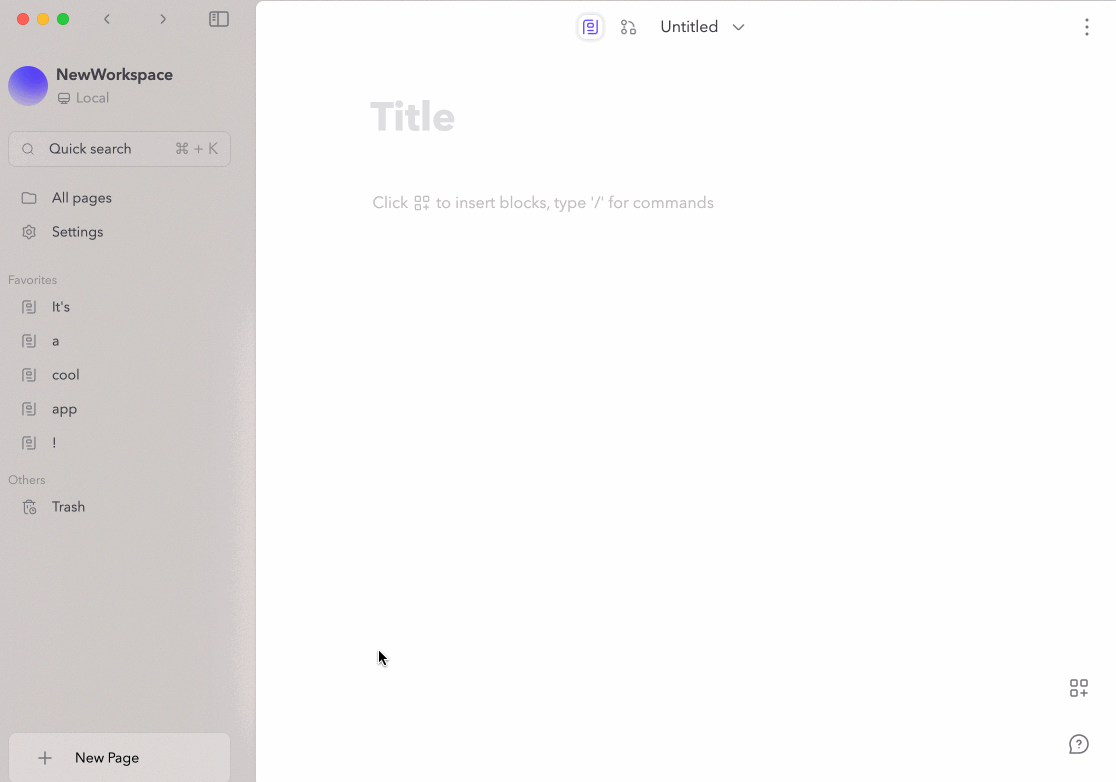 Untitled
NewWorkspace
Local
Quick search ⌘ + K
All pages
Settings
Favorites
It's
a
cool
app
!
Others
Trash
New Page
Title
Click to insert blocks, type '/' for commands